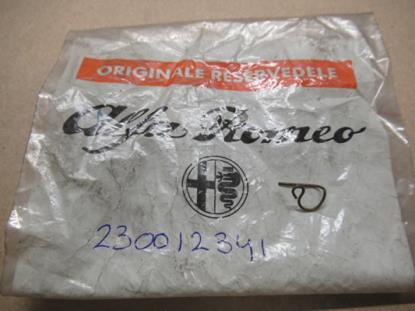 ORIGINALE RESERVEDELE
Alfa Romeo
230012341